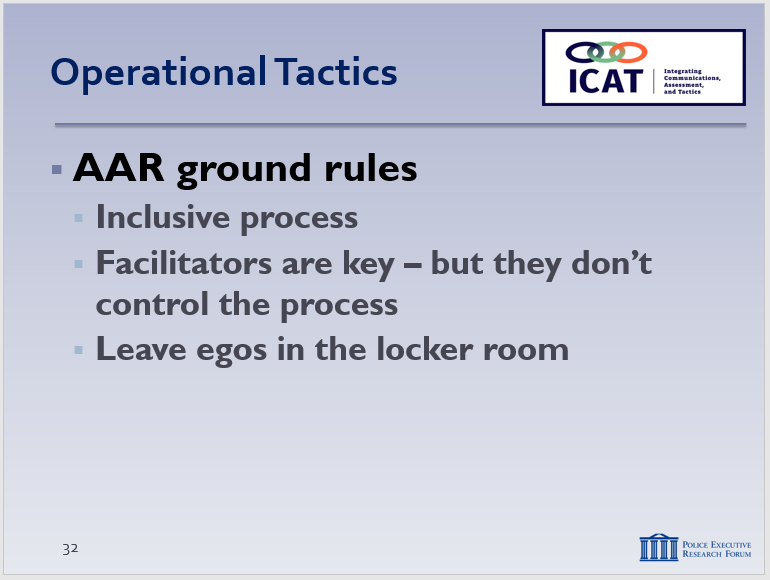 Operational Tactics
ICAT
Integrating
Communications,
Assessment,
and Tactics
AAR ground rules
Inclusive process
Facilitators are key – but they don’t
control the process
Leave egos in the locker room
32
Police Executive
Research Forum